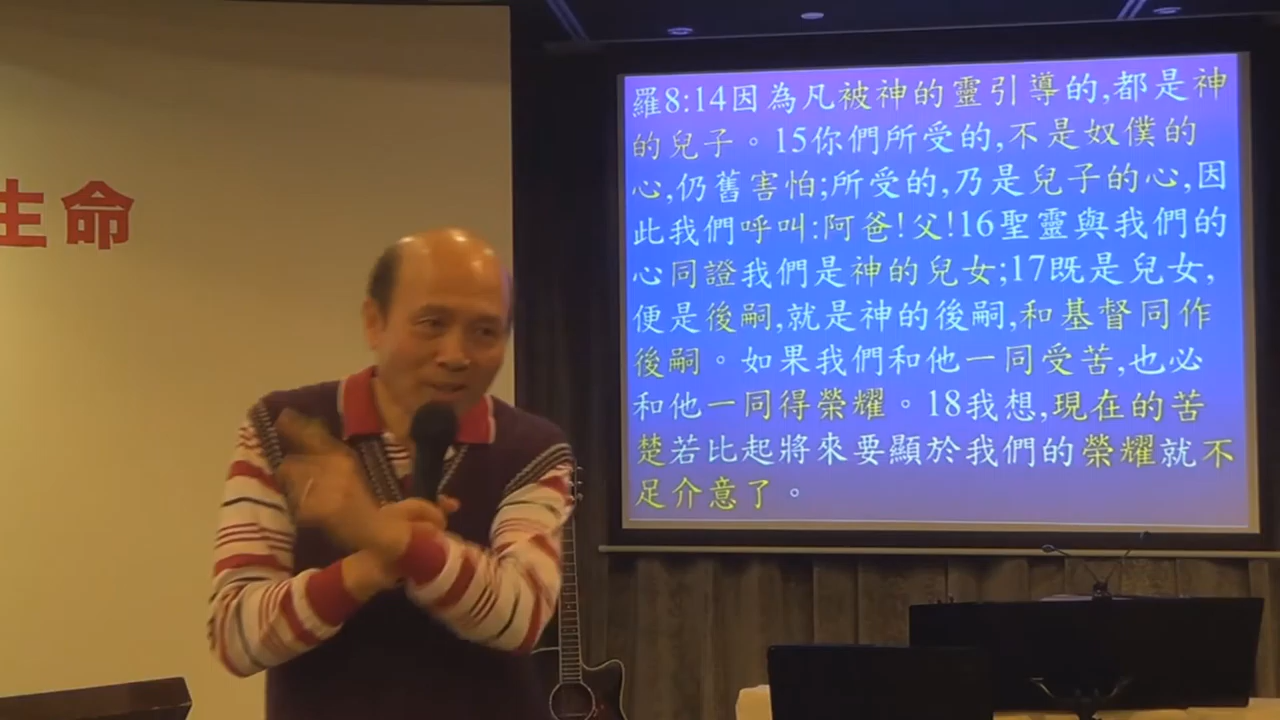 生命
羅8:14因為凡被神的靈引導的,都是神
的兒子。15你們所受的,不是奴僕的
心,仍舊害怕;所受的,乃是兒子的心,因
此我們呼叫:阿爸!父!16聖靈與我們的
心同證我們是神的兒女;17既是兒女,
便是後嗣,就是神的後嗣,和基督同作
後嗣。如果我們和他一同受苦,也必
和他一同得榮耀。18我想,現在的苦
楚若比起將來要顯於我們的榮耀就不
足介意了。